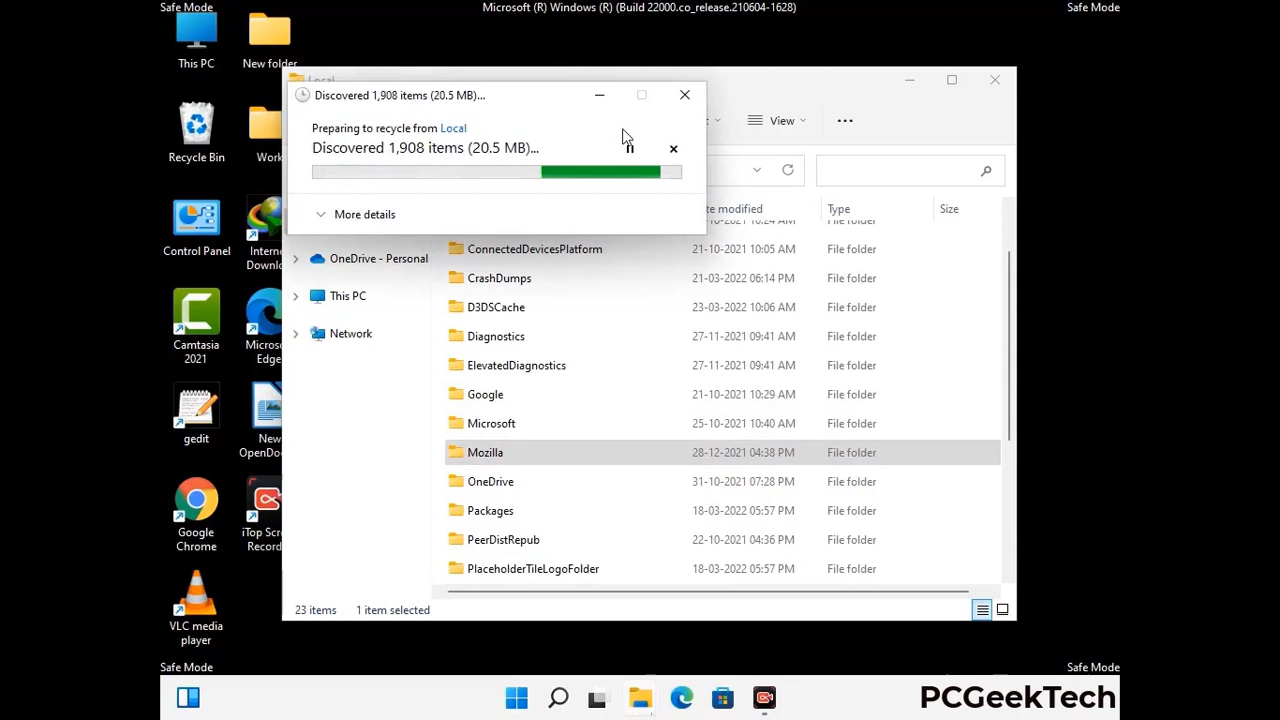 Safe Mode
Microsoft (R) Windows (R) (Build 22000.co_release.210604-1628)
Safe Mode
This PC
New folder
Recycle Bin
Work
Control Panel
Intern
Downlo
Camtasia
2021
Microso
Edge
gedit
New
OpenDo
Google
Chrome
iTop Scr
Record
VLC media
player
Local
Discovered 1,908 items (20.5 MB)...
Preparing to recycle from Local
Discovered 1,908 items (20.5 MB)...
More details
View
te modified
Type
Size
OneDrive - Personal
This PC
Network
ConnectedDevicesPlatform 21-10-2021 10:05 AM File folder
CrashDumps 21-03-2022 06:14 PM File folder
D3DSCache 23-03-2022 10:06 AM File folder
Diagnostics 27-11-2021 09:41 AM File folder
ElevatedDiagnostics 27-11-2021 09:41 AM File folder
Google 21-10-2021 10:29 AM File folder
Microsoft 25-10-2021 10:40 AM File folder
Mozilla 28-12-2021 04:38 PM File folder
OneDrive 31-10-2021 07:28 PM File folder
Packages 18-03-2022 05:57 PM File folder
PeerDistRepub 22-10-2021 04:36 PM File folder
PlaceholderTileLogoFolder 18-03-2022 05:57 PM File folder
23 items
1 item selected
Safe Mode
Safe Mode
PCGeekTech